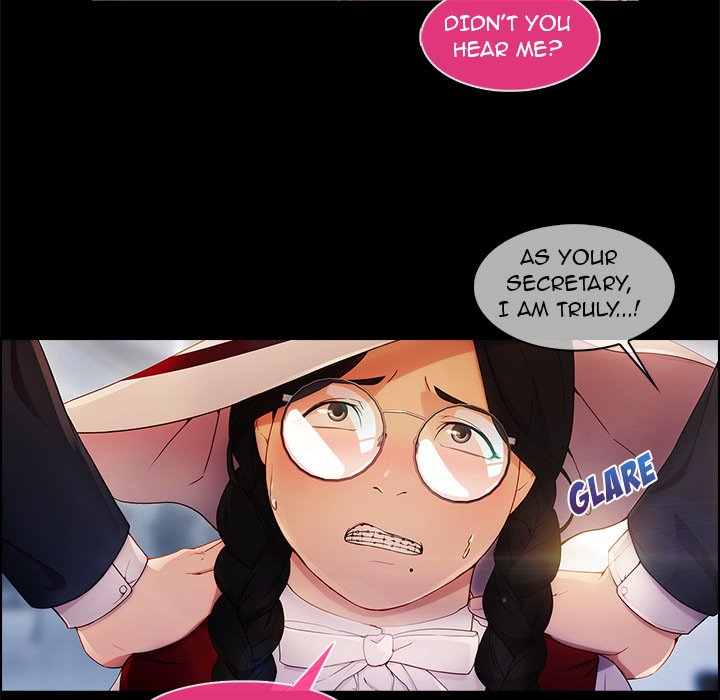 DIDN'T YOU
HEAR ME?
AS YOUR
SECRETARY,
I AM TRULY...!
GLARE